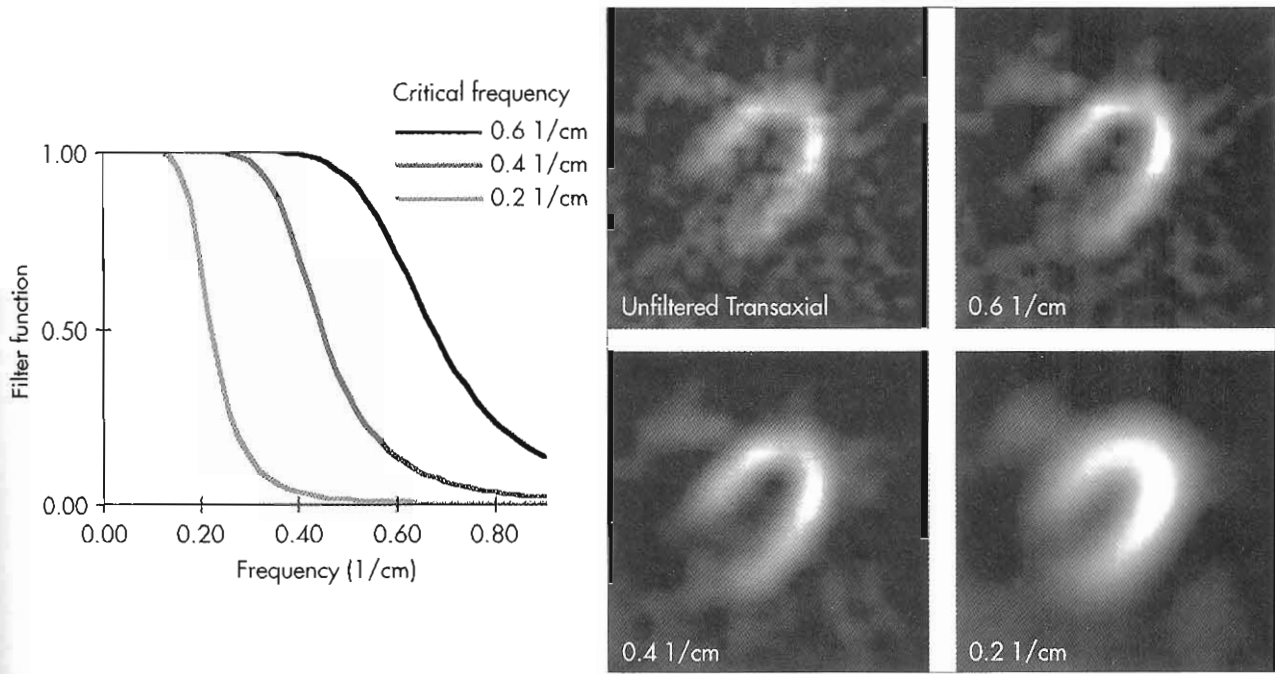 Critical frequency
0.6 1/cm
0.4 1/cm
0.2 1/cm
Filter function
1.00
0.50
0.00
0.00 0.20 0.40 0.60 0.80
Frequency (1/cm)
Unfiltered Transaxial
0.6 1/cm
0.4 1/cm
0.2 1/cm